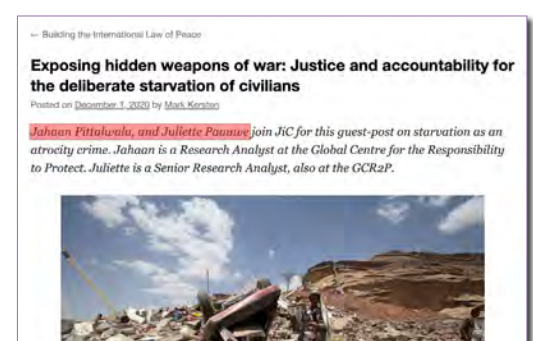 ← Building the International Law of Peace
Exposing hidden weapons of war: Justice and accountability for
the deliberate starvation of civilians
Posted on December 1, 2020 by Mark Kersten
Jahaan Pittalwala, and Juliette Paauwe join JiC for this guest-post on starvation as an
atrocity crime. Jahaan is a Research Analyst at the Global Centre for the Responsibility
to Protect. Juliette is a Senior Research Analyst, also at the GCR2P.